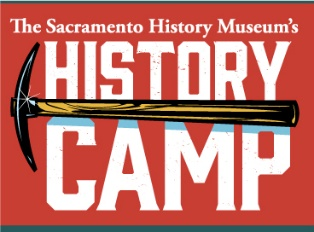 The Sacramento History Museum's
HISTORY
CAMP